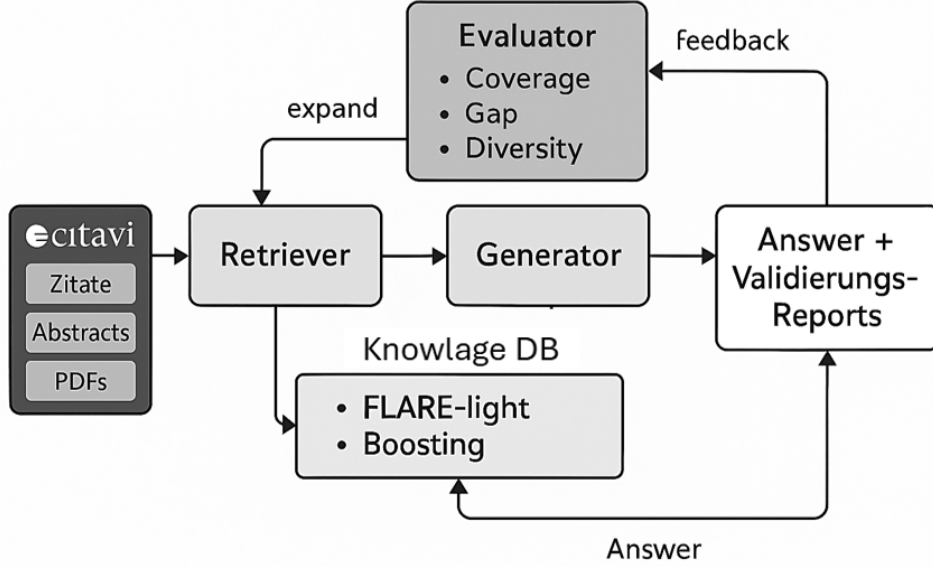 Evaluator
• Coverage
• Gap
• Diversity
feedback
expand
citavi
Zitate
Abstracts
PDFs
Retriever
Generator
Answer +
Validierungs-
Reports
Knowlage DB
• FLARE-light
• Boosting
Answer